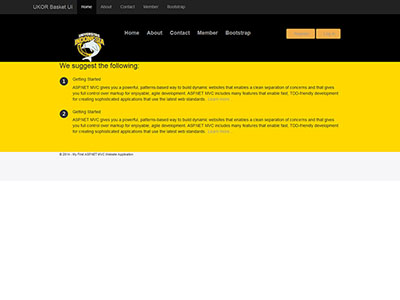 UKOR Basket UI Home About Contact Member Bootstrap
UNIVERSITAS
INDONESIA
Home About Contact Member Bootstrap Register Log in
We suggest the following:
1 Getting Started
ASP.NET MVC gives you a powerful, patterns-based way to build dynamic websites that enables a clean separation of concerns and that gives
you full control over markup for enjoyable, agile development. ASP.NET MVC includes many features that enable fast, TDD-friendly development
for creating sophisticated applications that use the latest web standards. Learn more…
2 Getting Started
ASP.NET MVC gives you a powerful, patterns-based way to build dynamic websites that enables a clean separation of concerns and that gives
you full control over markup for enjoyable, agile development. ASP.NET MVC includes many features that enable fast, TDD-friendly development
for creating sophisticated applications that use the latest web standards. Learn more…
© 2014 - My First ASP.NET MVC Website Application